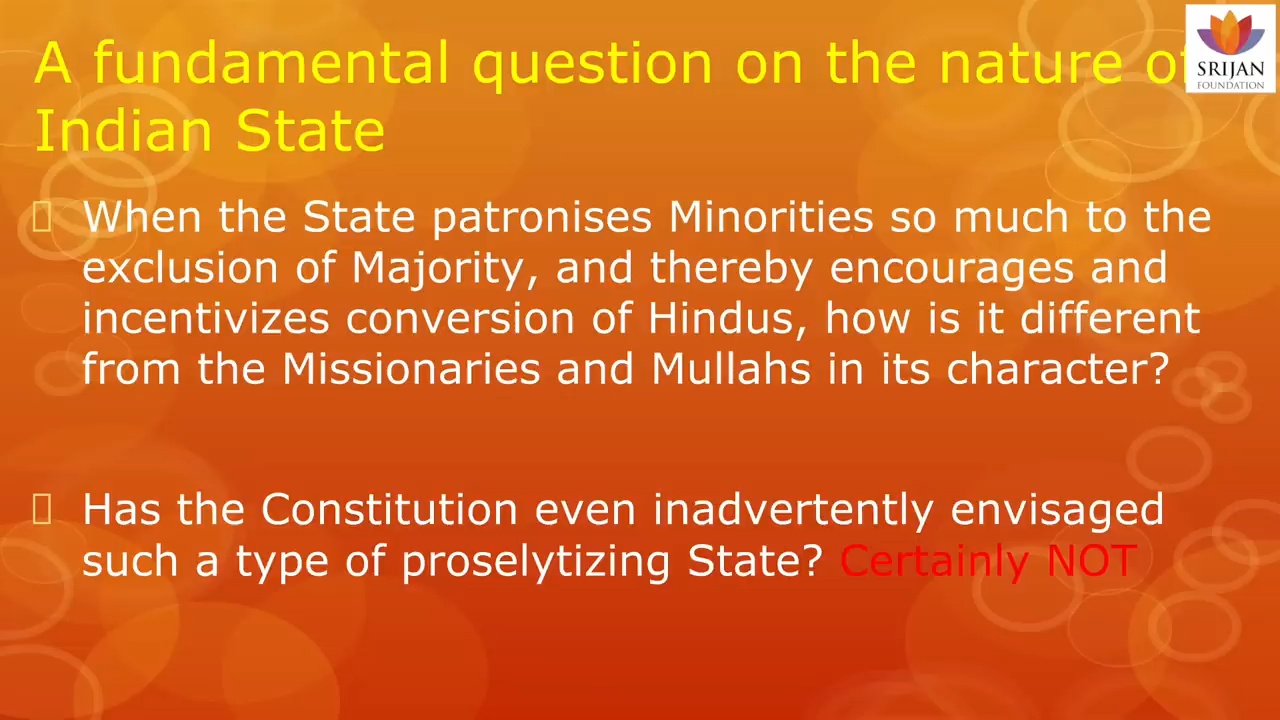 A fundamental question on the nature of
Indian State
SRIJAN
FOUNDATION
When the State patronises Minorities so much to the
exclusion of Majority, and thereby encourages and
incentivizes conversion of Hindus, how is it different
from the Missionaries and Mullahs in its character?
Has the Constitution even inadvertently envisaged
such a type of proselytizing State? Certainly NOT